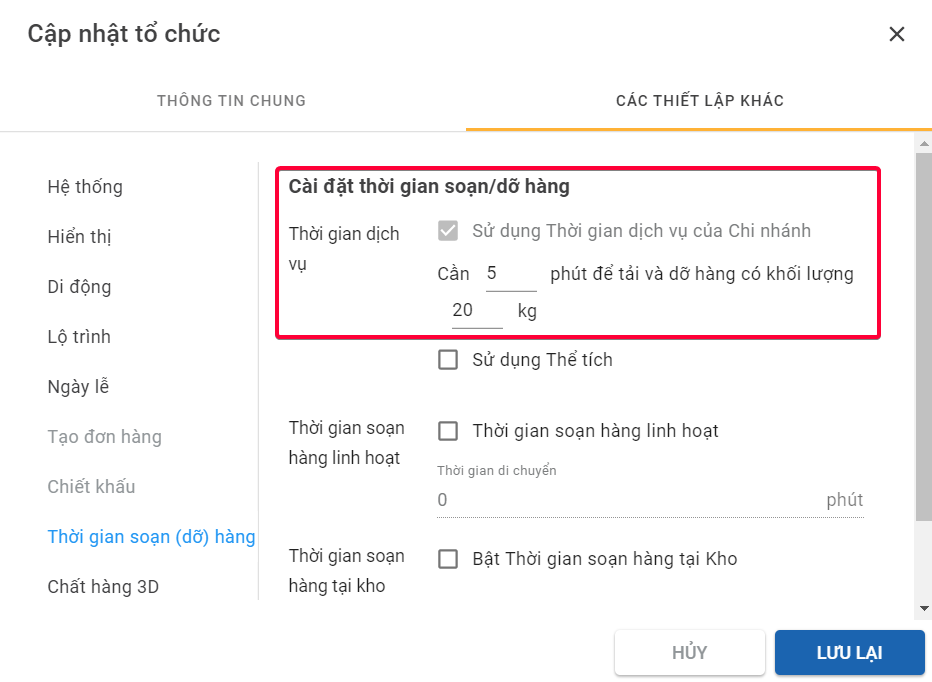 Cập nhật tổ chức
THÔNG TIN CHUNG
CÁC THIẾT LẬP KHÁC
Hệ thống
Hiển thị
Di động
Lộ trình
Ngày lễ
Tạo đơn hàng
Chiết khấu
Thời gian soạn (dỡ) hàng
Chất hàng 3D
Cài đặt thời gian soạn/dỡ hàng
Thời gian dịch
vụ
Sử dụng Thời gian dịch vụ của Chi nhánh
Cần 5 phút để tải và dỡ hàng có khối lượng
20 kg
Sử dụng Thể tích
Thời gian soạn
hàng linh hoạt
Thời gian soạn hàng linh hoạt
Thời gian di chuyển
0 phút
Thời gian soạn
hàng tại kho
Bật Thời gian soạn hàng tại Kho
HỦY
LƯU LẠI